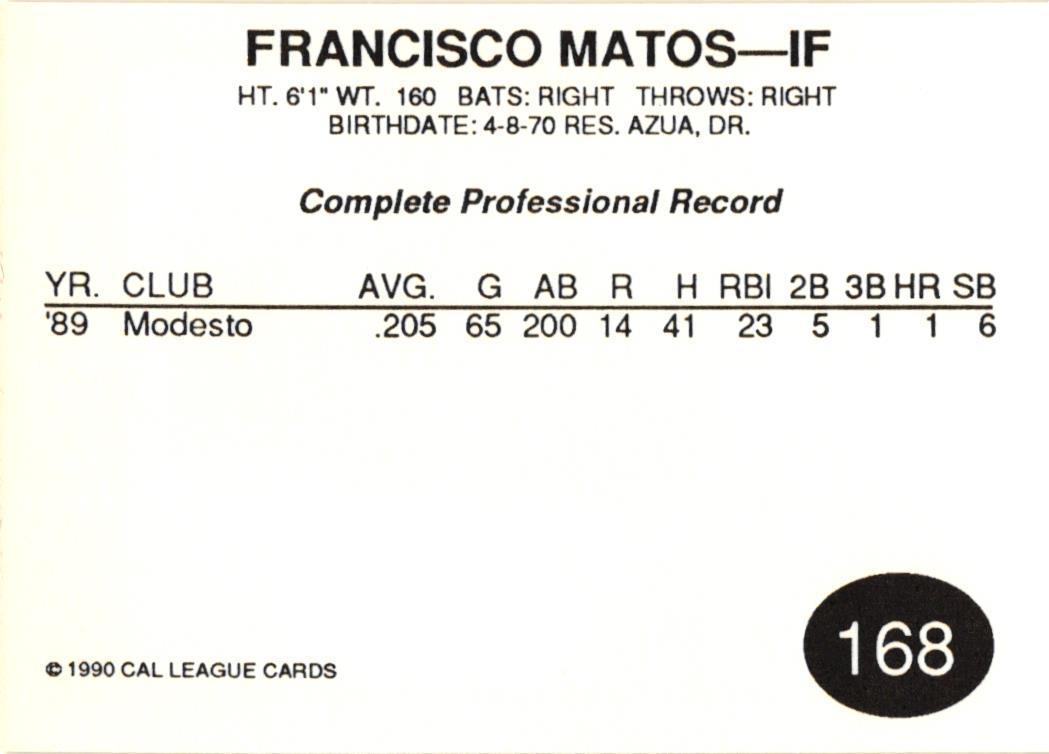 FRANCISCO MATOS—IF
HT. 6'1" WT. 160 BATS: RIGHT THROWS: RIGHT
BIRTHDATE: 4-8-70 RES. AZUA, DR.
Complete Professional Record
YR. CLUB AVG. G AB R H RBI 2B 3B HR SB
'89 Modesto .205 65 200 14 41 23 5 1 1 6
168
© 1990 CAL LEAGUE CARDS